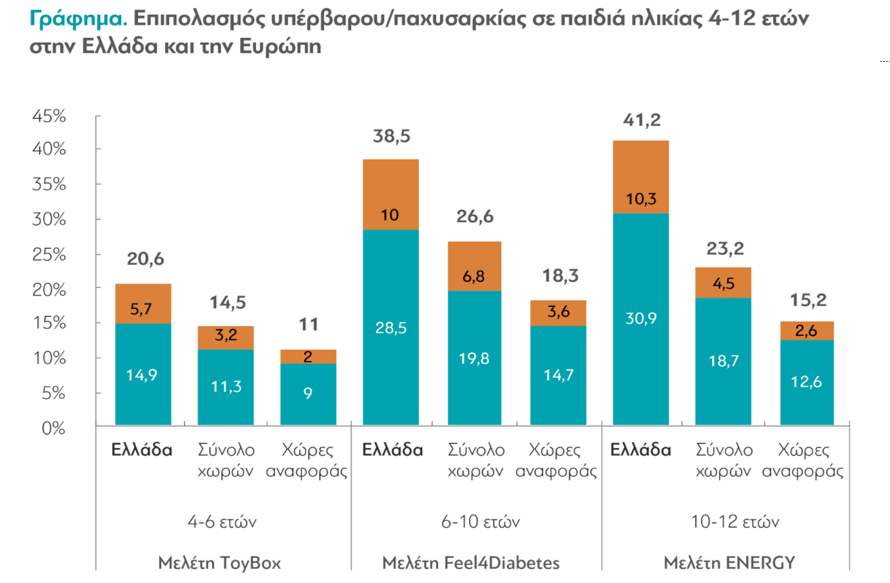 Γράφημα. Επιπολασμός υπέρβαρου/παχυσαρκίας σε παιδιά ηλικίας 4-12 ετών
στην Ελλάδα και την Ευρώπη
45%
40%
35%
30%
25%
20%
15%
10%
5%
0%
20,6
5,7
14,9
14,5
3,2
11,3
11
2
9
38,5
10
28,5
26,6
6,8
19,8
18,3
3,6
14,7
41,2
10,3
30,9
23,2
4,5
18,7
15,2
2,6
12,6
Ελλάδα
Σύνολο
χωρών
Χώρες
αναφοράς
Ελλάδα
Σύνολο
χωρών
Χώρες
αναφοράς
Ελλάδα
Σύνολο
χωρών
Χώρες
αναφοράς
4-6 ετών
6-10 ετών
10-12 ετών
Μελέτη ToyBox
Μελέτη Feel4Diabetes
Μελέτη ENERGY